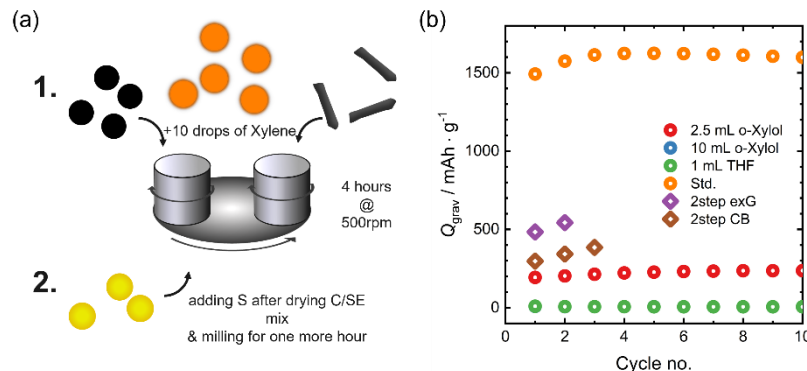 (a)
1.
+10 drops of Xylene
4 hours
@
500rpm
2.
adding S after drying C/SE
mix
& milling for one more hour
(b)
Q_grav / mAh · g⁻¹
1500
1000
500
0
2.5 mL o-Xylol
10 mL o-Xylol
1 mL THF
Std.
2step exG
2step CB
0 2 4 6 8 10
Cycle no.